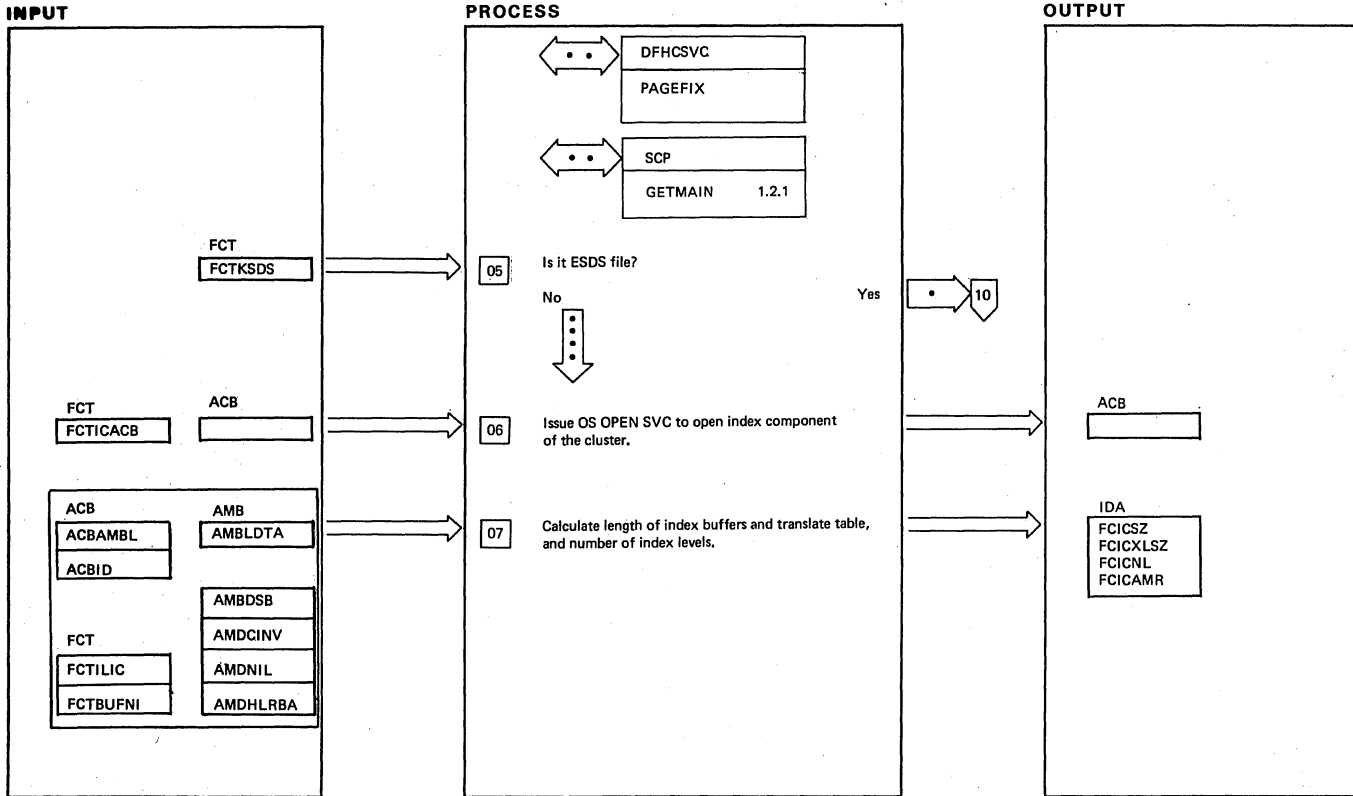 INPUT
PROCESS
OUTPUT
DFHCSVC
PAGEFIX
SCP
GETMAIN 1.2.1
FCT
FCTKSDS
05
Is it ESDS file?
No
Yes
10
FCT
FCTICACB
ACB
06
Issue OS OPEN SVC to open index component
of the cluster.
ACB
ACB
ACBAMBL
ACBID
AMB
AMBLDTA
AMBDSB
AMDCINV
AMDNIL
AMDHLRBA
FCT
FCTILIC
FCTBUFNI
07
Calculate length of index buffers and translate table,
and number of index levels.
IDA
FCICSZ
FCICXLSZ
FCICNL
FCICAMR